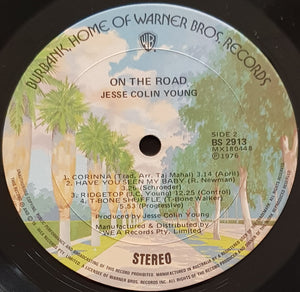 BURBANK, HOME OF WARNER BROS. RECORDS
WB
ON THE ROAD
JESSE COLIN YOUNG
SIDE 2
BS 2913
MX180448
℗ 1976
1. CORINNA (Trad. Arr. Taj Mahal) 3.14 (April)
2. HAVE YOU SEEN MY BABY (R. Newman)
3.26 (Schroeder)
3. RIDGETOP (J.C. Young) 12.25 (Control)
4. T-BONE SHUFFLE (T-Bone Walker)
5.53 (Progressive)
Produced by Jesse Colin Young
Manufactured & Distributed by
WEA Records Pty. Limited
STEREO